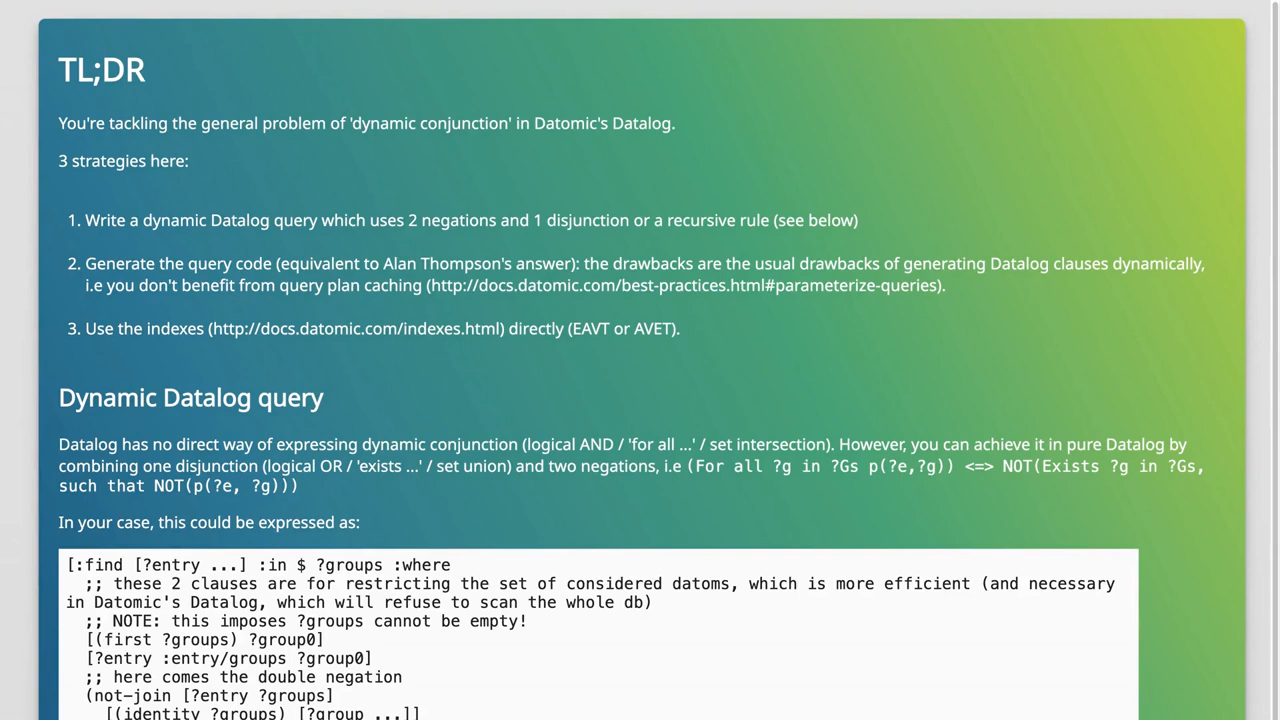 TL;DR
You're tackling the general problem of 'dynamic conjunction' in Datomic's Datalog.
3 strategies here:
1. Write a dynamic Datalog query which uses 2 negations and 1 disjunction or a recursive rule (see below)
2. Generate the query code (equivalent to Alan Thompson's answer): the drawbacks are the usual drawbacks of generating Datalog clauses dynamically,
i.e you don't benefit from query plan caching (http://docs.datomic.com/best-practices.html#parameterize-queries).
3. Use the indexes (http://docs.datomic.com/indexes.html) directly (EAVT or AVET).
Dynamic Datalog query
Datalog has no direct way of expressing dynamic conjunction (logical AND / 'for all ...' / set intersection). However, you can achieve it in pure Datalog by
combining one disjunction (logical OR / 'exists ...' / set union) and two negations, i.e (For all ?g in ?Gs p(?e,?g)) <=> NOT(Exists ?g in ?Gs,
such that NOT(p(?e, ?g)))
In your case, this could be expressed as:
[:find [?entry ...] :in $ ?groups :where
  ;; these 2 clauses are for restricting the set of considered datoms, which is more efficient (and necessary
in Datomic's Datalog, which will refuse to scan the whole db)
  ;; NOTE: this imposes ?groups cannot be empty!
  [(first ?groups) ?group0]
  [?entry :entry/groups ?group0]
  ;; here comes the double negation
  (not-join [?entry ?groups]
    [(identity ?groups) [?group ...]]